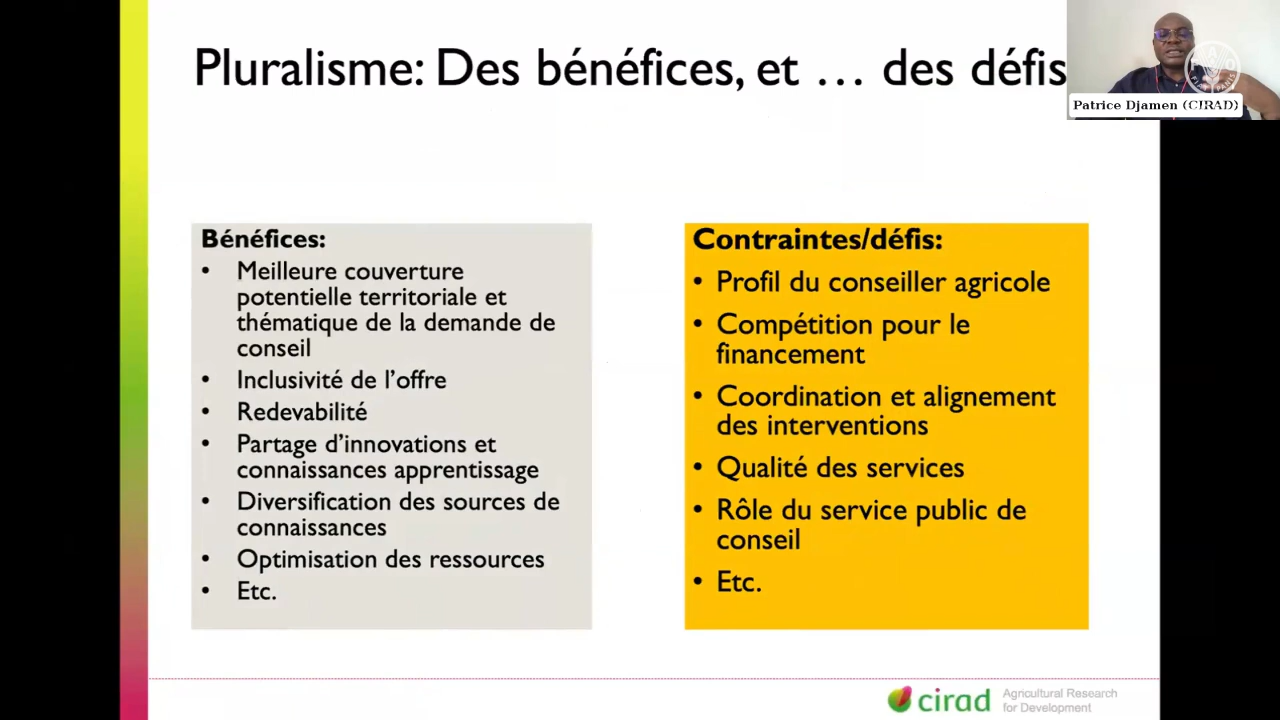 Pluralisme: Des bénéfices, et … des défis
Patrice Djamen (CIRAD)
Bénéfices:
• Meilleure couverture
potentielle territoriale et
thématique de la demande de
conseil
• Inclusivité de l'offre
• Redevabilité
• Partage d'innovations et
connaissances apprentissage
• Diversification des sources de
connaissances
• Optimisation des ressources
• Etc.
Contraintes/défis:
• Profil du conseiller agricole
• Compétition pour le
financement
• Coordination et alignement
des interventions
• Qualité des services
• Rôle du service public de
conseil
• Etc.
cirad
Agricultural Research
for Development